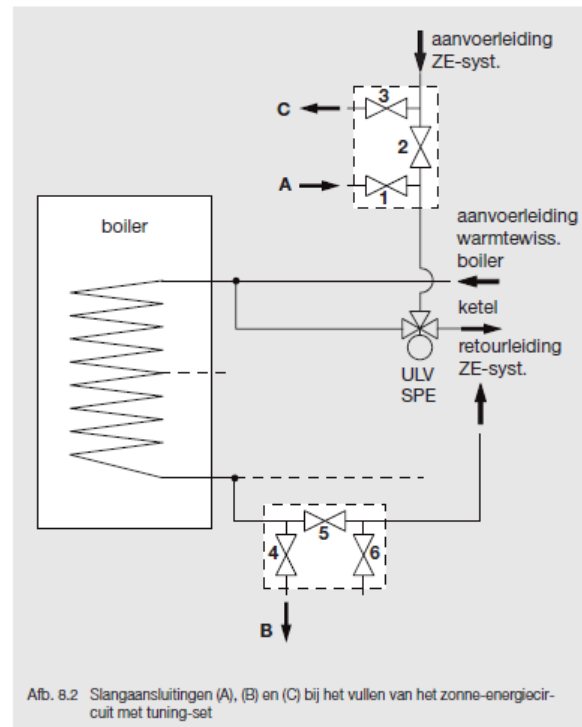 aanvoerleiding
ZE-syst.
3
C
2
A
1
boiler
aanvoerleiding
warmtewiss.
boiler
ketel
retourleiding
ZE-syst.
ULV
SPE
4
5
6
B
Afb. 8.2 Slangaansluitingen (A), (B) en (C) bij het vullen van het zonne-energiecir-
cuit met tuning-set